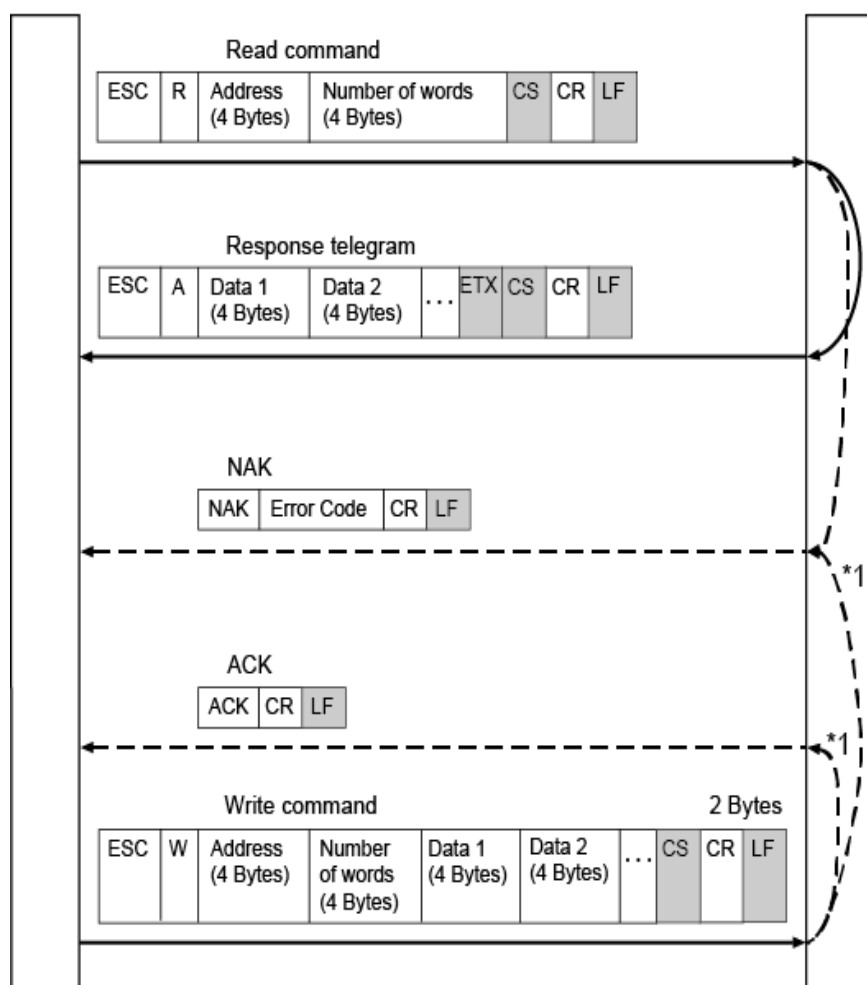 Read command
ESC R Address (4 Bytes) Number of words (4 Bytes) CS CR LF
Response telegram
ESC A Data 1 (4 Bytes) Data 2 (4 Bytes) ... ETX CS CR LF
NAK
NAK Error Code CR LF
*1
ACK
ACK CR LF
*1
Write command 2 Bytes
ESC W Address (4 Bytes) Number of words (4 Bytes) Data 1 (4 Bytes) Data 2 (4 Bytes) ... CS CR LF